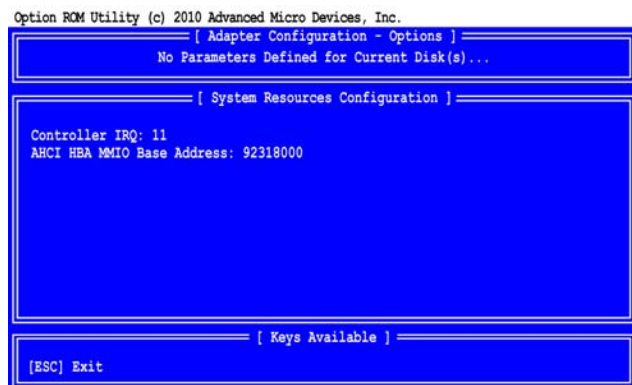 Option ROM Utility (c) 2010 Advanced Micro Devices, Inc.
[ Adapter Configuration - Options ]
No Parameters Defined for Current Disk(s)...
[ System Resources Configuration ]
Controller IRQ: 11
AHCI HBA MMIO Base Address: 92318000
[ Keys Available ]
[ESC] Exit